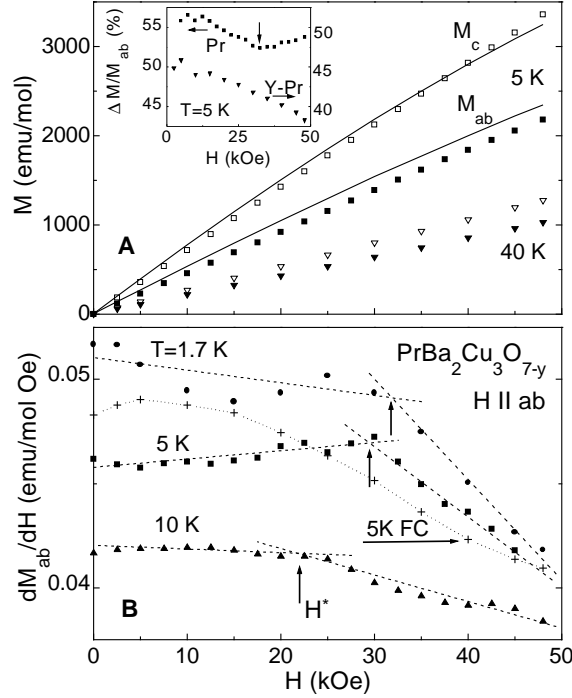 A
M (emu/mol)
3000
2000
1000
0
Δ M/M_ab (%)
55
50
45
50
45
40
Pr
Y-Pr
T=5 K
0 25 50
H (kOe)
M_c
5 K
M_ab
40 K
B
dM_ab/dH (emu/mol Oe)
0.05
0.04
T=1.7 K
PrBa_2Cu_3O_7-y
H II ab
5 K
5K FC
10 K
H*
0 10 20 30 40 50
H (kOe)